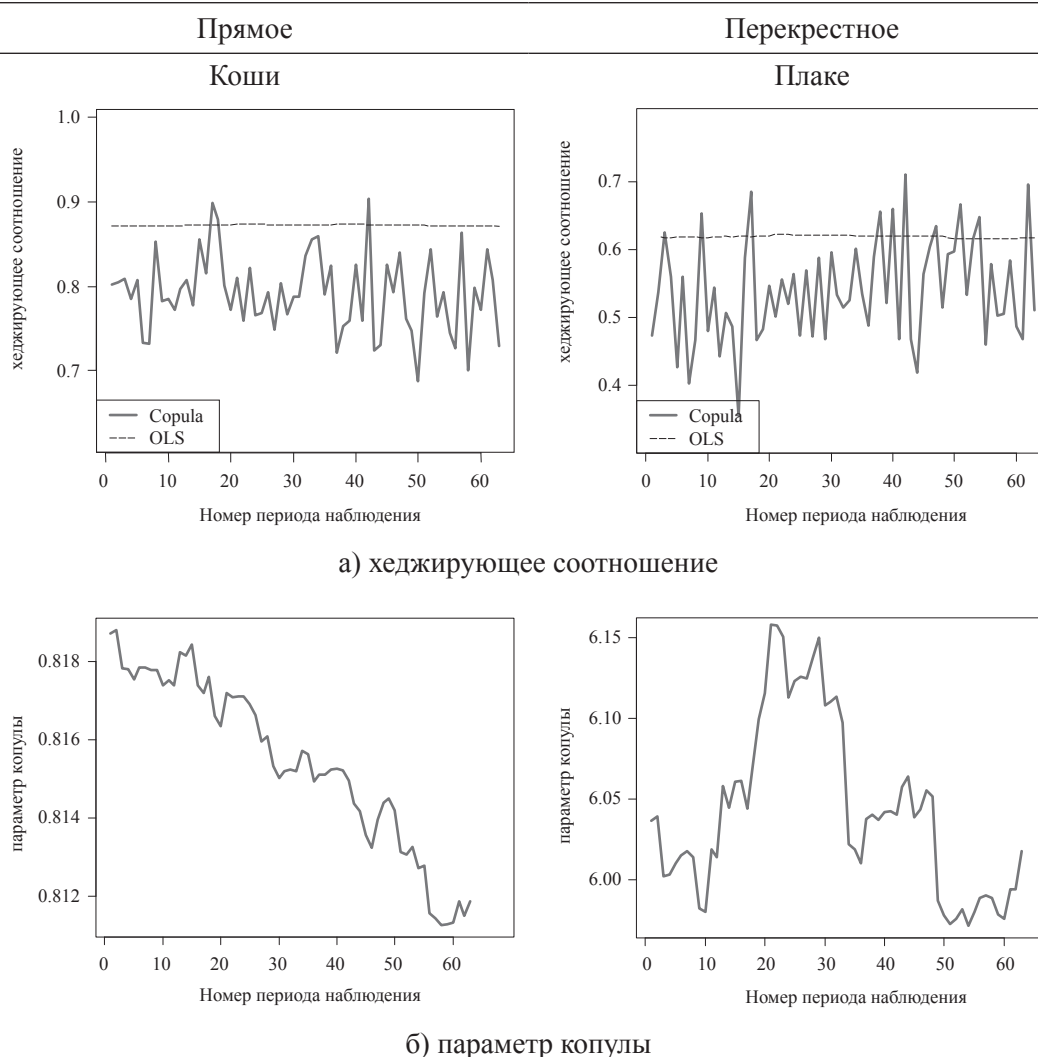 Прямое
Перекрестное
Коши
Плаке
хеджирующее соотношение
1.0
0.9
0.8
0.7
Copula
OLS
0 10 20 30 40 50 60
Номер периода наблюдения
хеджирующее соотношение
0.7
0.6
0.5
0.4
Copula
OLS
0 10 20 30 40 50 60
Номер периода наблюдения
а) хеджирующее соотношение
параметр копулы
0.818
0.816
0.814
0.812
0 10 20 30 40 50 60
Номер периода наблюдения
параметр копулы
6.15
6.10
6.05
6.00
0 10 20 30 40 50 60
Номер периода наблюдения
б) параметр копулы